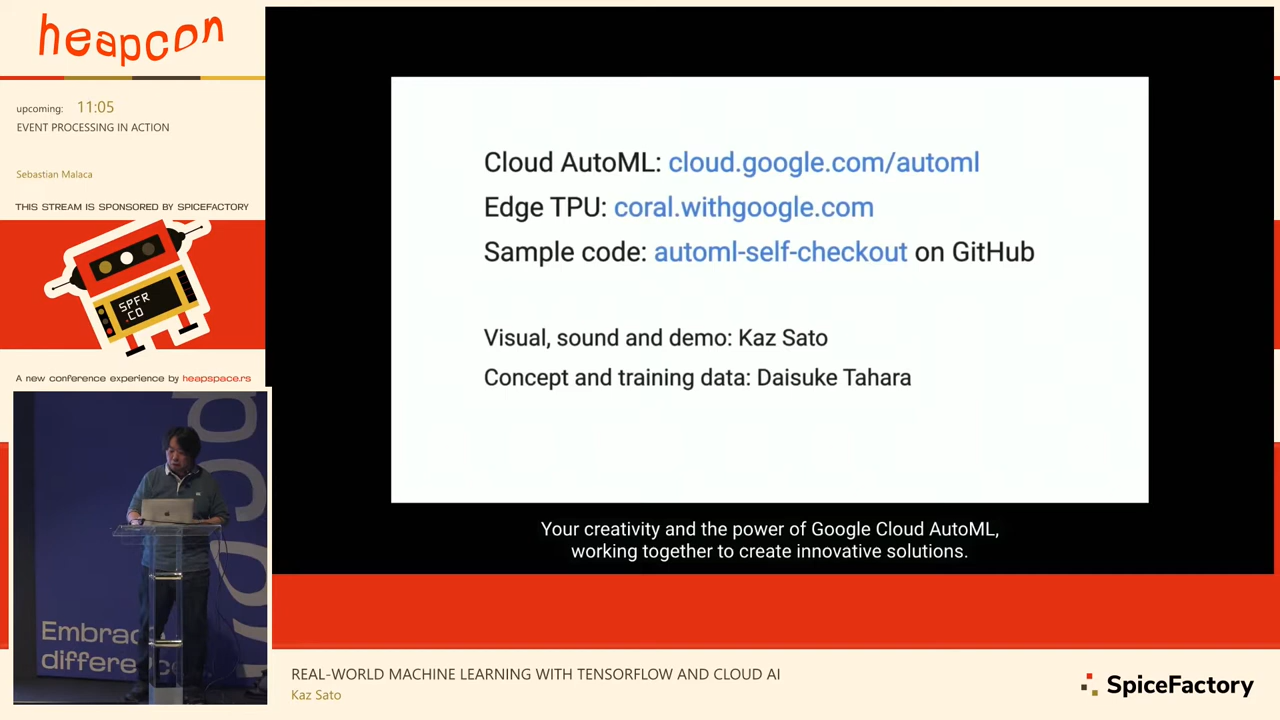 heapcon
upcoming: 11:05
EVENT PROCESSING IN ACTION
Sebastian Malaca
THIS STREAM IS SPONSORED BY SPICEFACTORY
SPFR
.CO
A new conference experience by heapspace.rs
Cloud AutoML: cloud.google.com/automl
Edge TPU: coral.withgoogle.com
Sample code: automl-self-checkout on GitHub
Visual, sound and demo: Kaz Sato
Concept and training data: Daisuke Tahara
Your creativity and the power of Google Cloud AutoML,
working together to create innovative solutions.
REAL-WORLD MACHINE LEARNING WITH TENSORFLOW AND CLOUD AI
Kaz Sato
SpiceFactory